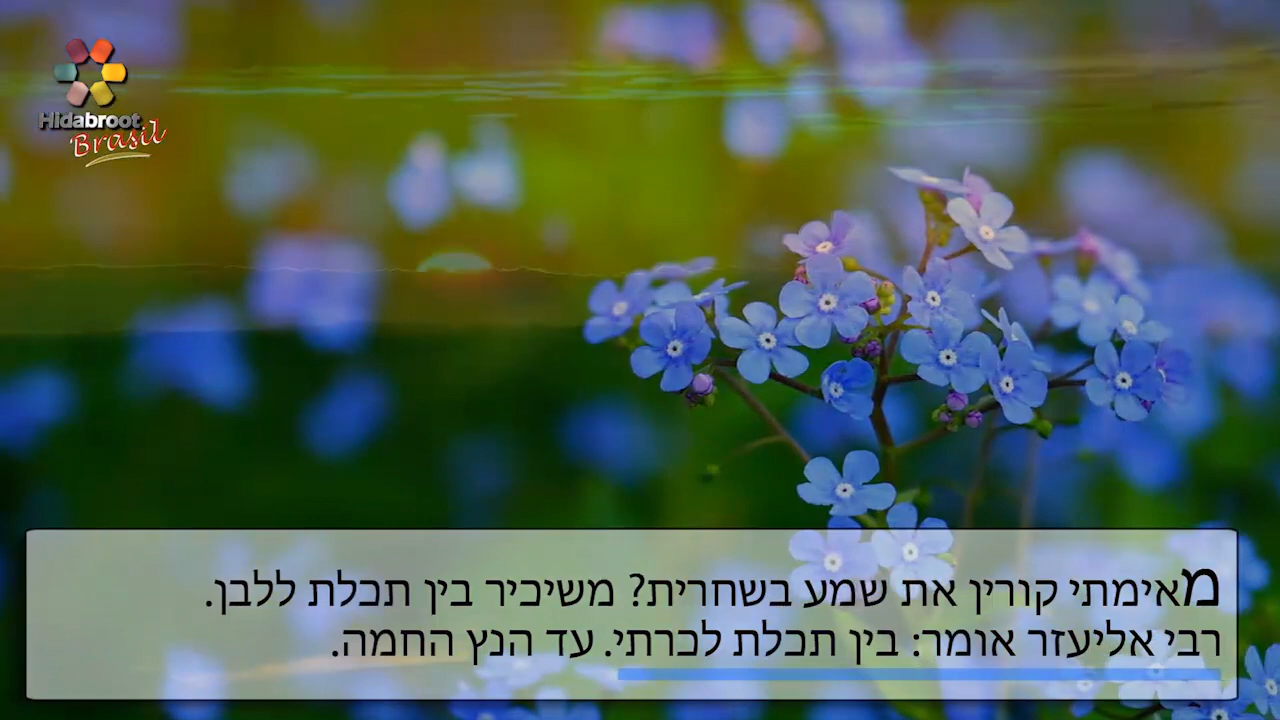 Hidabroot
Brasil
מאימתי קורין את שמע בשחרית? משיכיר בין תכלת ללבן.
רבי אליעזר אומר: בין תכלת לכרתי. עד הנץ החמה.